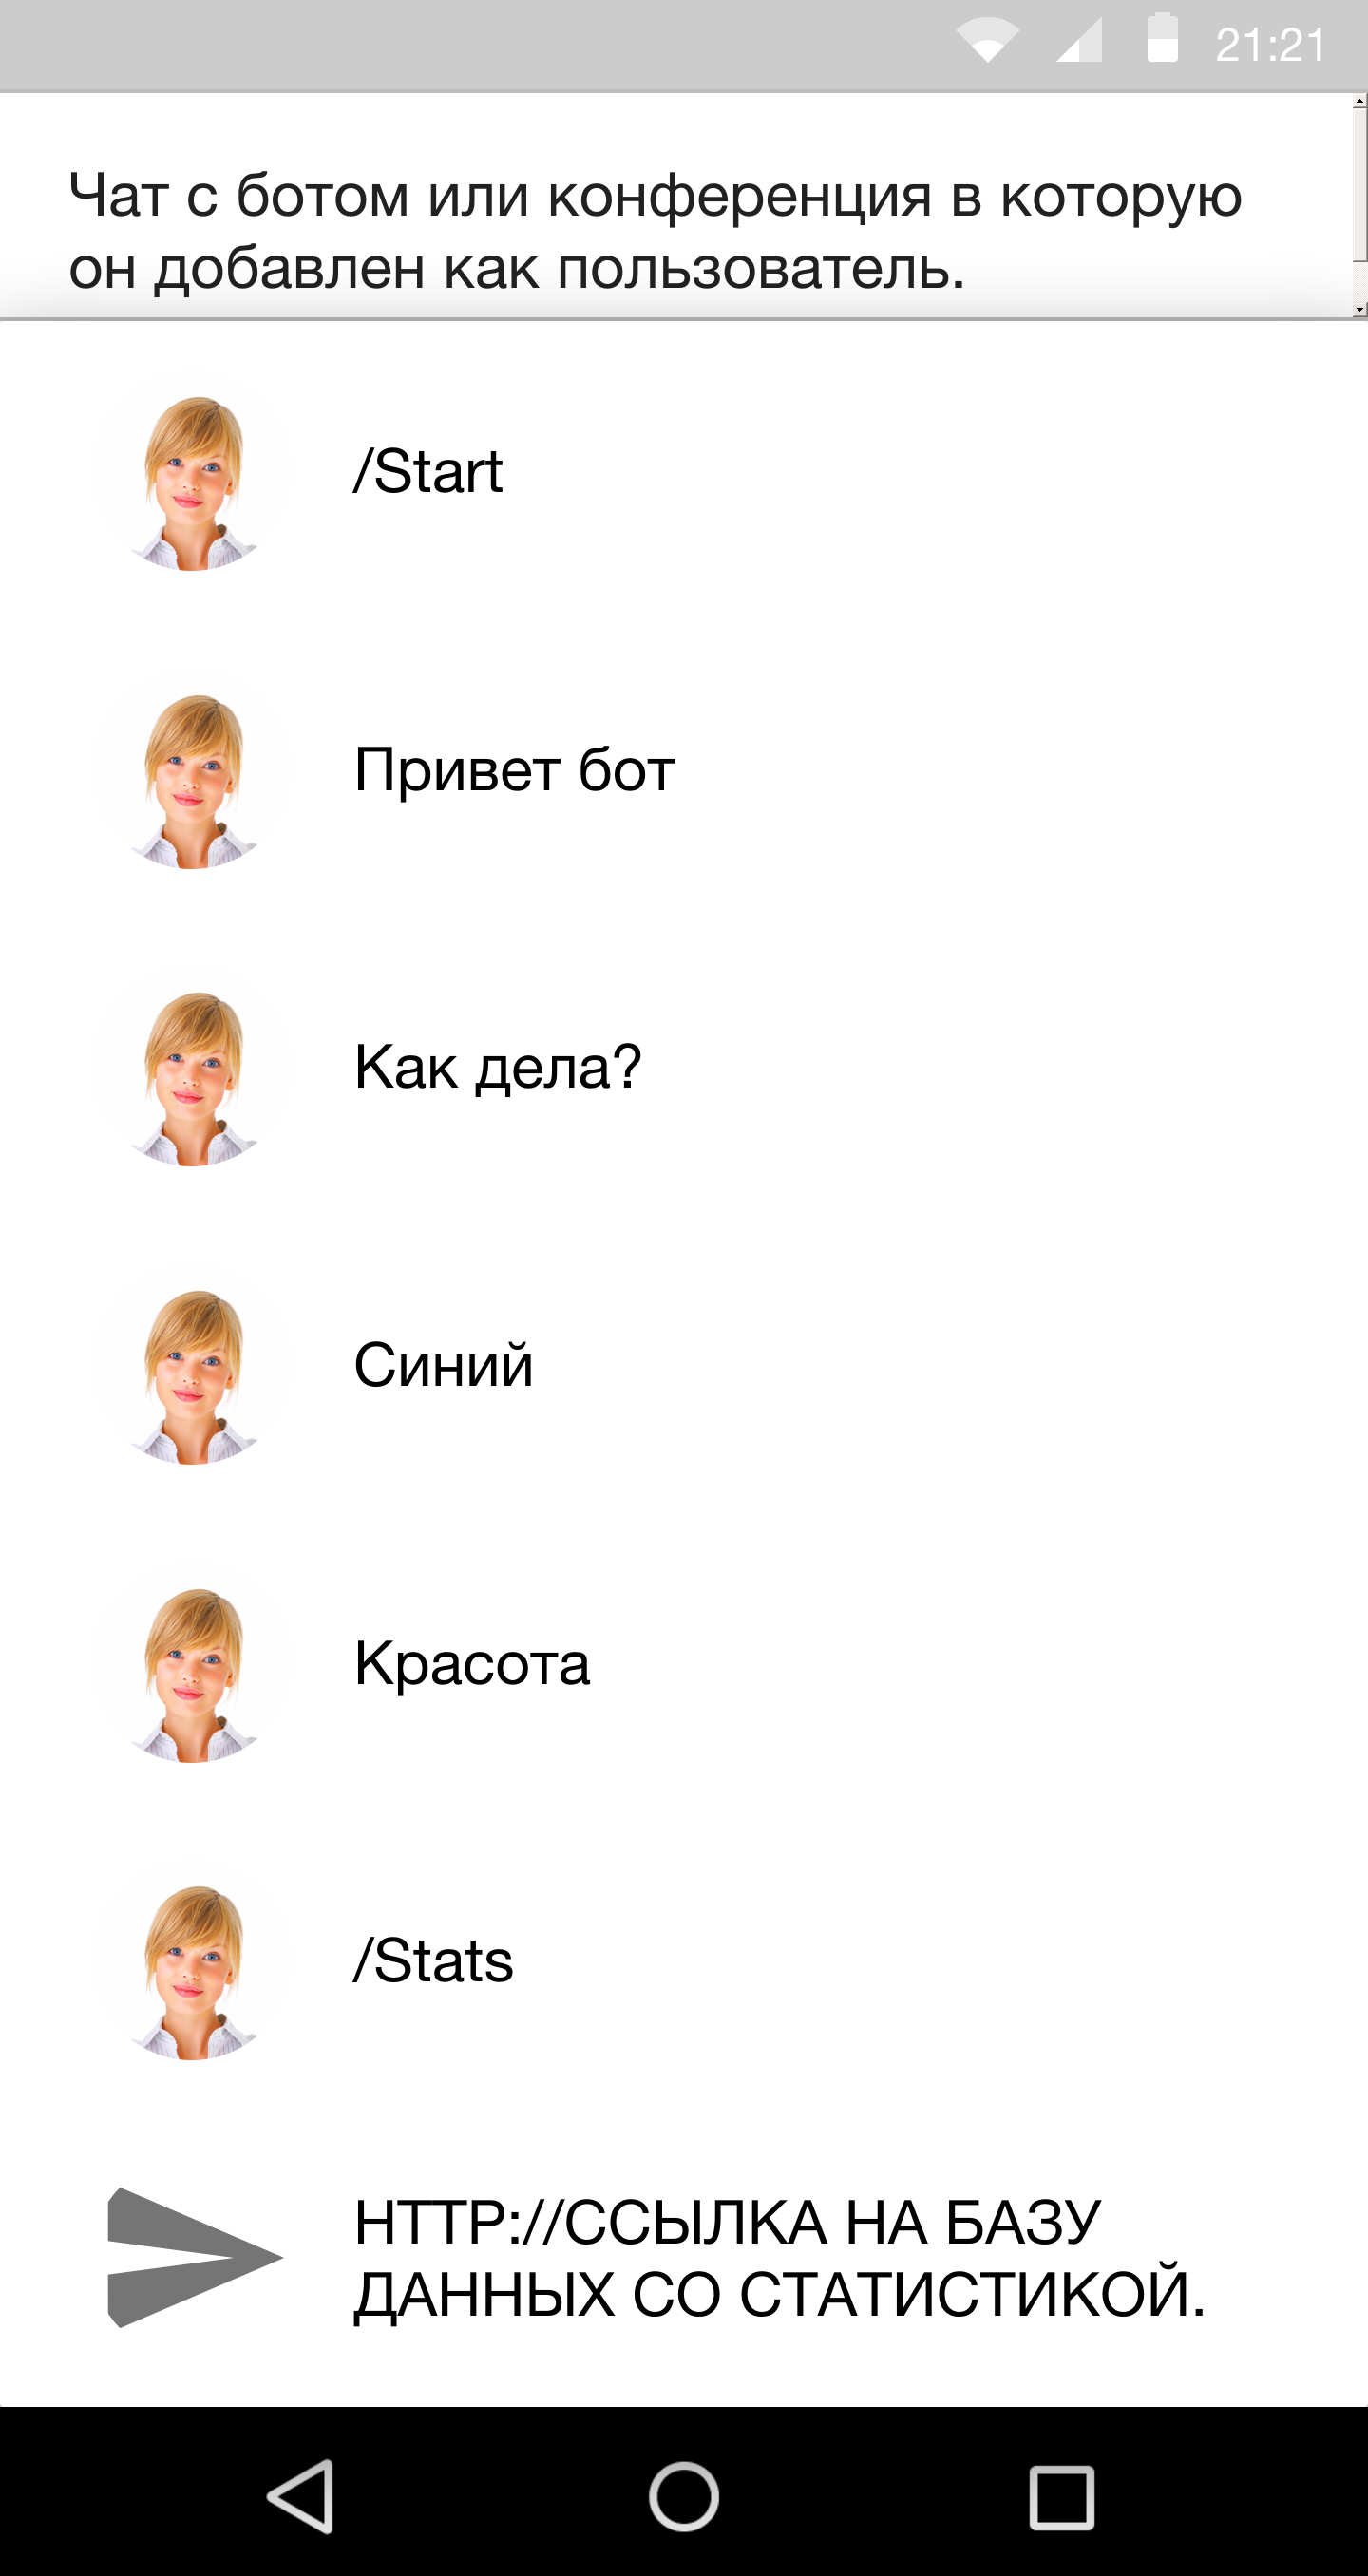 21:21
Чат с ботом или конференция в которую
он добавлен как пользователь.
/Start
Привет бот
Как дела?
Синий
Красота
/Stats
HTTP://ССЫЛКА НА БАЗУ
ДАННЫХ СО СТАТИСТИКОЙ.